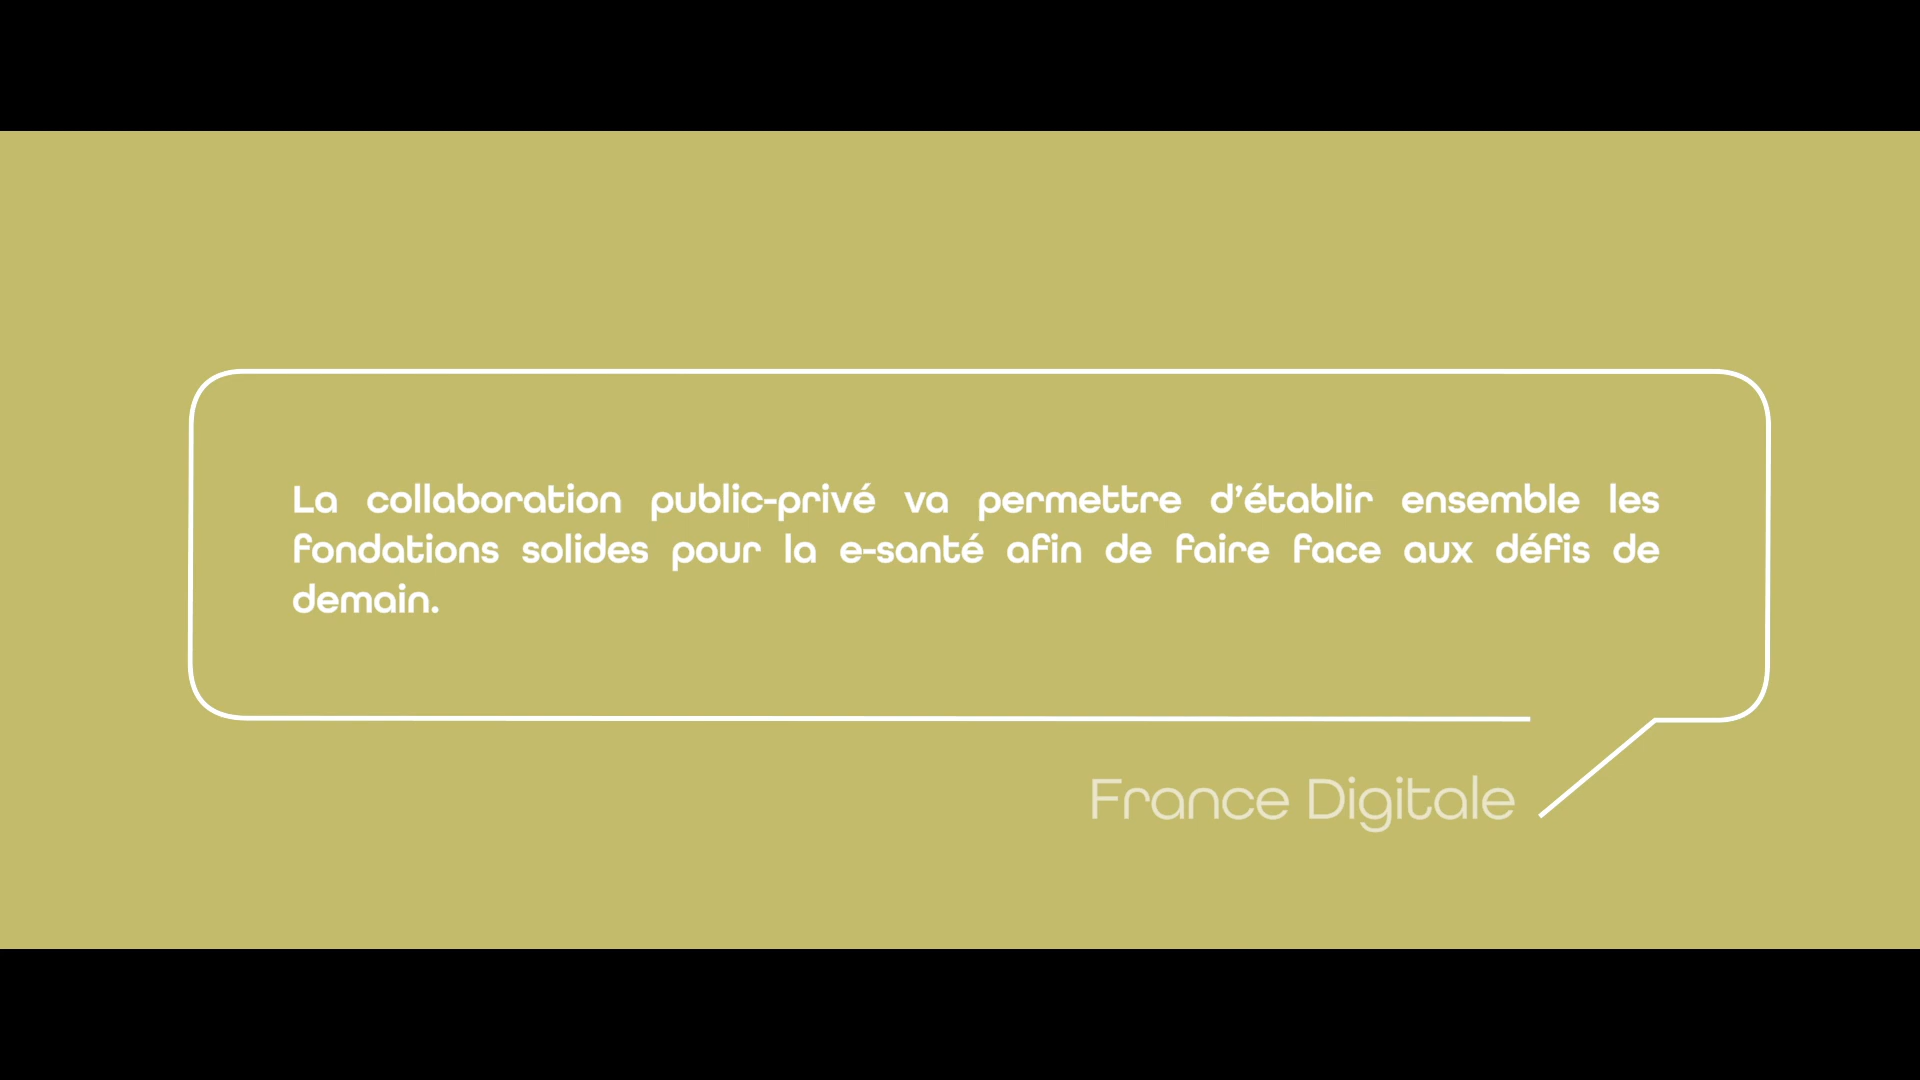 La collaboration public-privé va permettre d’établir ensemble les
fondations solides pour la e-santé afin de faire face aux défis de
demain.
France Digitale